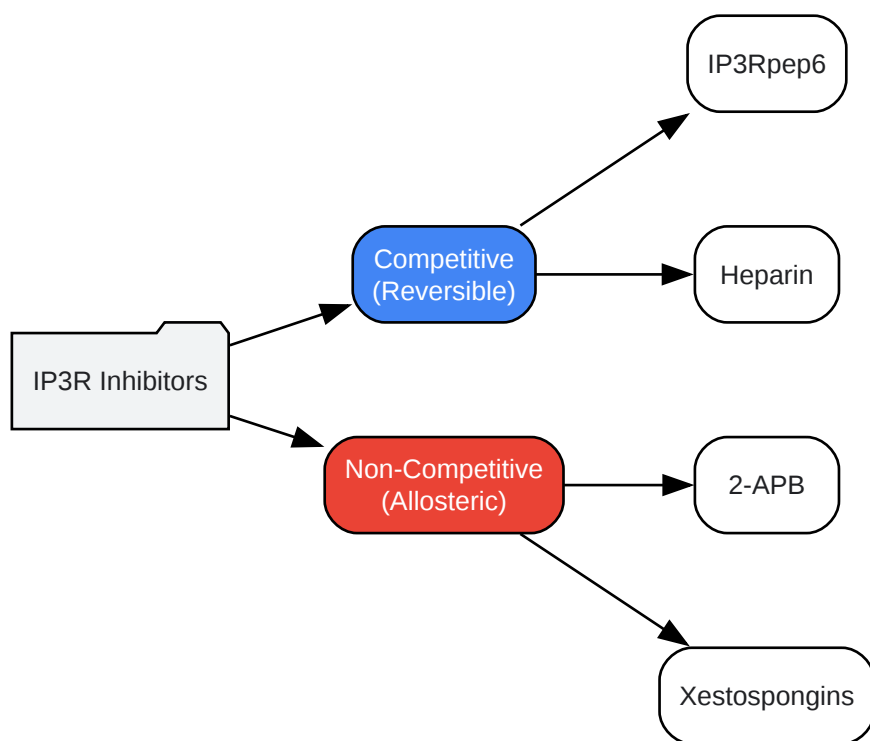 IP3Rpep6
Competitive
(Reversible)
Heparin
IP3R Inhibitors
Non-Competitive
(Allosteric)
2-APB
Xestospongins